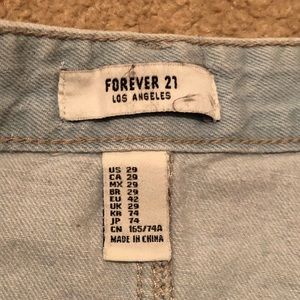 FOREVER 21
LOS ANGELES
US 29
CA 29
MX 29
BR 29
EU 42
UK 29
KR 74
JP 74
CN 165/74A
MADE IN CHINA